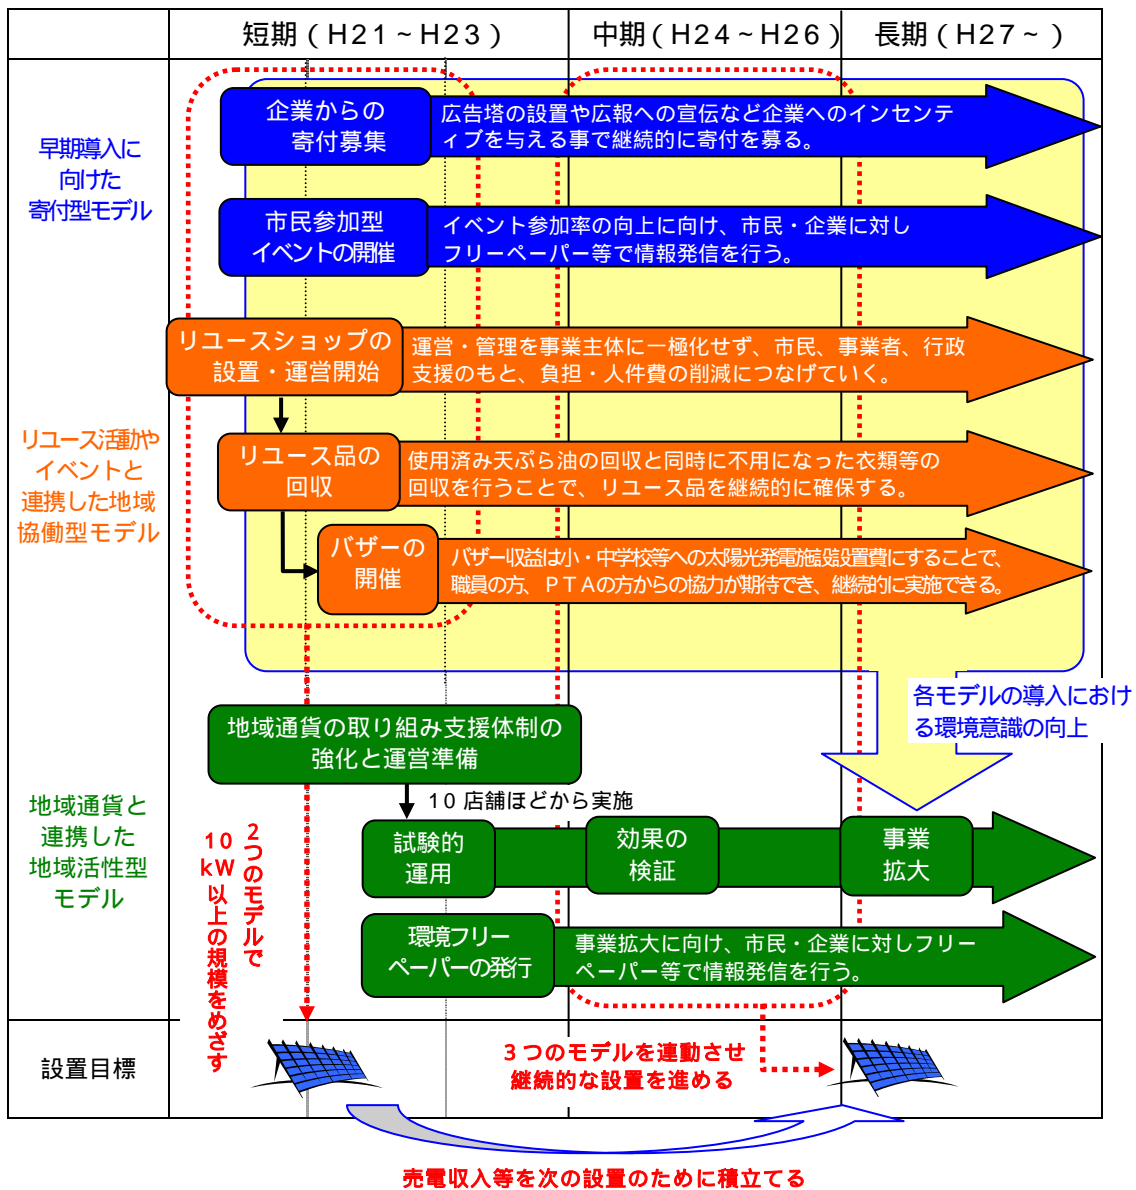 短期（H21～H23）
中期（H24～H26）
長期（H27～）
早期導入に
向けた
寄付型モデル
企業からの
寄付募集
広告塔の設置や広報への宣伝など企業へのインセンテ
ィブを与える事で継続的に寄付を募る。
市民参加型
イベントの開催
イベント参加率の向上に向け、市民・企業に対し
フリーペーパー等で情報発信を行う。
リユース活動や
イベントと
連携した地域
協働型モデル
リユースショップの
設置・運営開始
運営・管理を事業主体に一極化せず、市民、事業者、行政
支援のもと、負担・人件費の削減につなげていく。
リユース品の
回収
使用済み天ぷら油の回収と同時に不用になった衣類等の
回収を行うことで、リユース品を継続的に確保する。
バザーの
開催
バザー収益は小・中学校等への太陽光発電施設設置費にすることで、
職員の方、ＰＴＡの方からの協力が期待でき、継続的に実施できる。
各モデルの導入におけ
る環境意識の向上
地域通貨と
連携した
地域活性型
モデル
地域通貨の取り組み支援体制の
強化と運営準備
10店舗ほどから実施
試験的
運用
効果の
検証
事業
拡大
環境フリー
ペーパーの発行
事業拡大に向け、市民・企業に対しフリー
ペーパー等で情報発信を行う。
2つのモデルで
10kW以上の規模をめざす
設置目標
3つのモデルを連動させ
継続的な設置を進める
売電収入等を次の設置のために積立てる